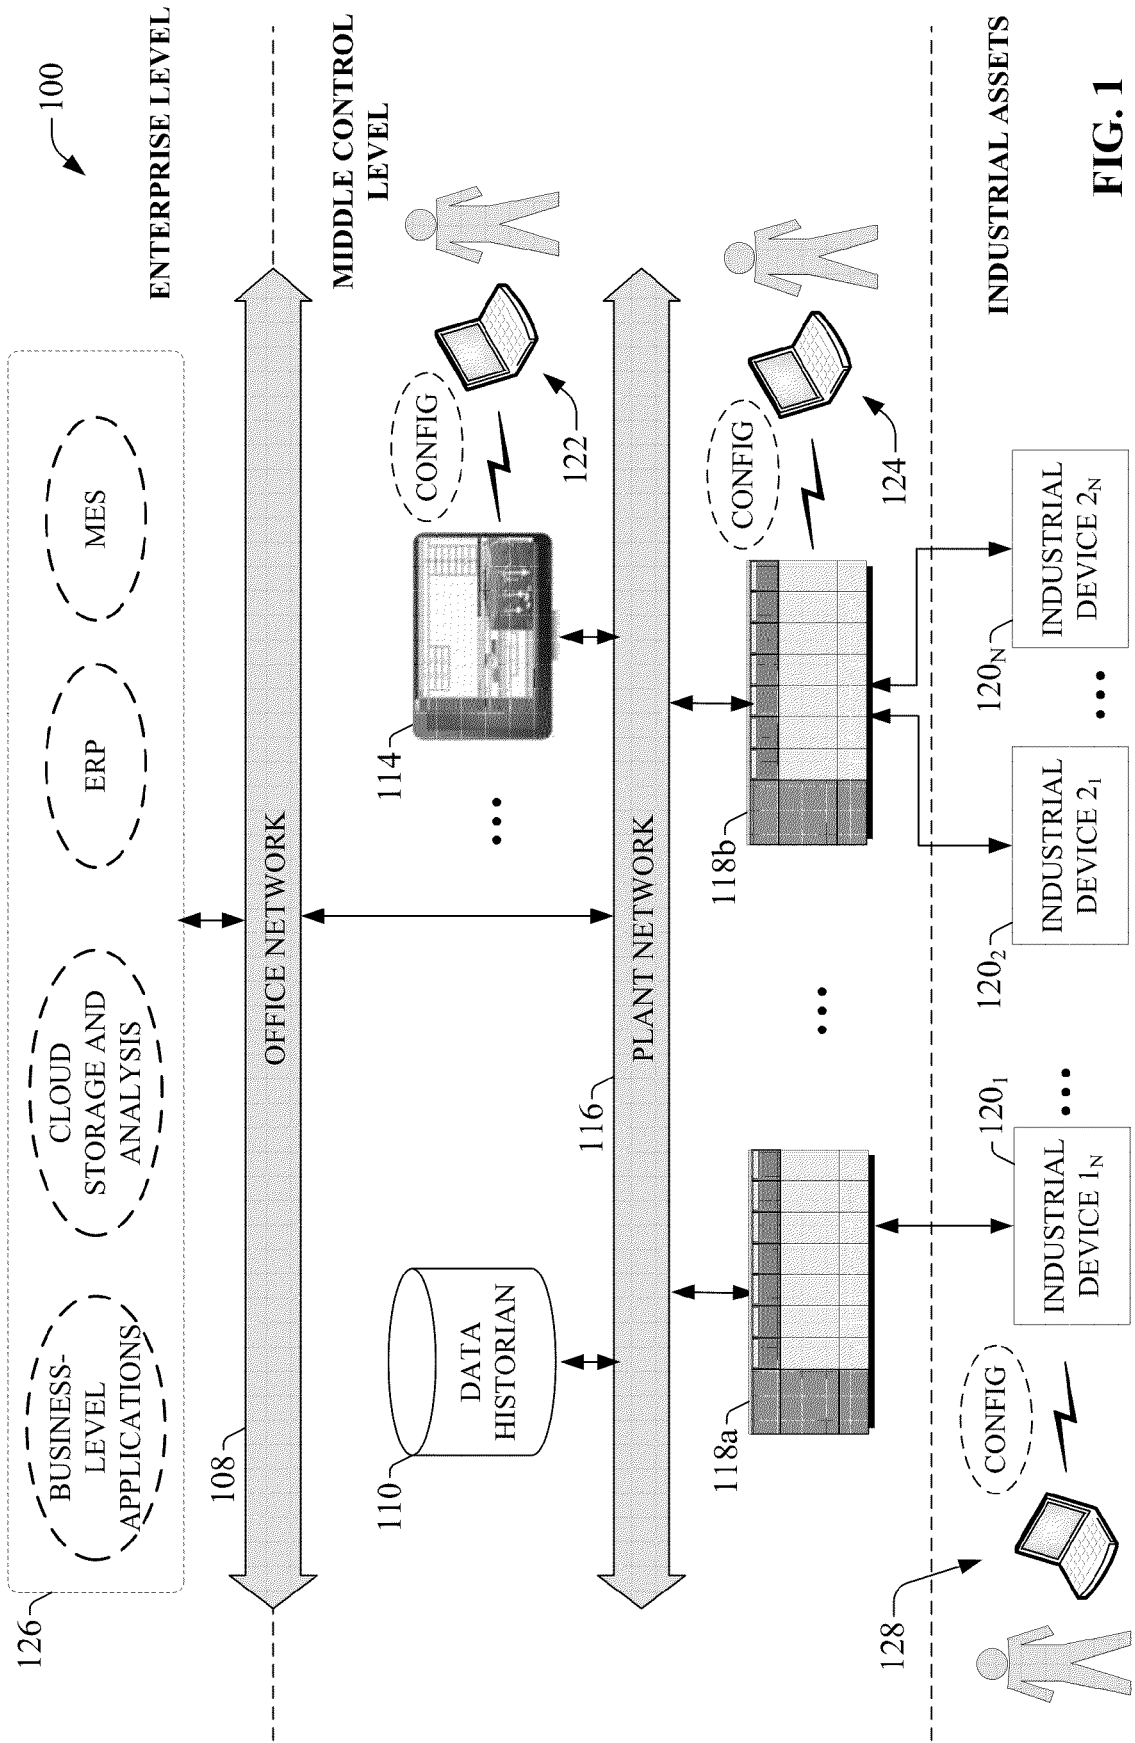 100
ENTERPRISE LEVEL
126
BUSINESS-
LEVEL
APPLICATIONS
CLOUD
STORAGE AND
ANALYSIS
ERP
MES
108
OFFICE NETWORK
MIDDLE CONTROL
LEVEL
110
DATA
HISTORIAN
114
CONFIG
122
116
PLANT NETWORK
118a
118b
CONFIG
124
128
CONFIG
INDUSTRIAL
DEVICE 1N
1201
INDUSTRIAL
DEVICE 21
1202
INDUSTRIAL
DEVICE 2N
120N
INDUSTRIAL ASSETS
FIG. 1